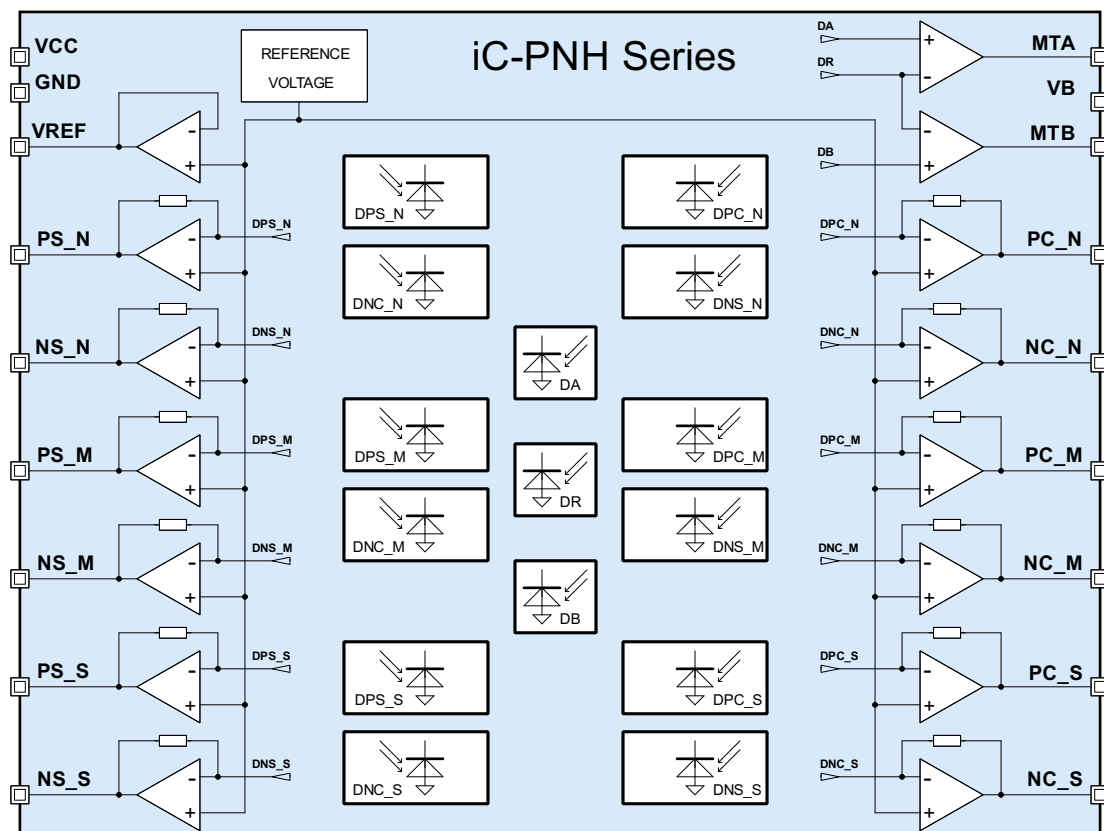 iC-PNH Series
REFERENCE
VOLTAGE
VCC
GND
VREF
PS_N
NS_N
PS_M
NS_M
PS_S
NS_S
-
+
DPS_N
-
+
DNS_N
-
+
DPS_M
-
+
DNS_M
-
+
DPS_S
-
+
DNS_S
-
+
DPS_N
DPC_N
DNC_N
DNS_N
DA
DPS_M
DPC_M
DR
DNC_M
DNS_M
DB
DPS_S
DPC_S
DNC_S
DNS_S
DA
+
DR
-
-
DB
+
DPC_N
-
+
DNC_N
-
+
DPC_M
-
+
DNC_M
-
+
DPC_S
-
+
DNC_S
-
+
MTA
VB
MTB
PC_N
NC_N
PC_M
NC_M
PC_S
NC_S